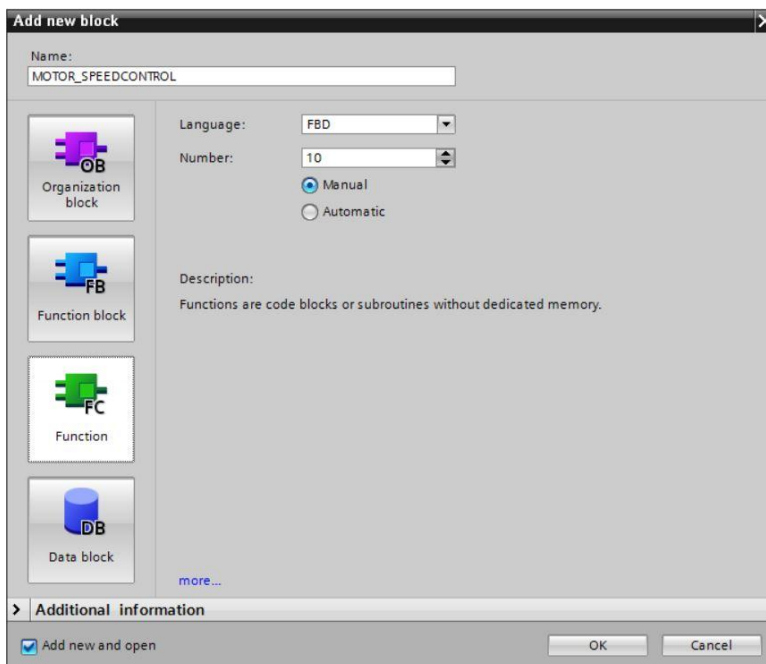 Add new block
Name:
MOTOR_SPEEDCONTROL
OB
Organization
block
FB
Function block
FC
Function
DB
Data block
Language:
FBD
Number:
10
Manual
Automatic
Description:
Functions are code blocks or subroutines without dedicated memory.
more...
Additional information
Add new and open
OK
Cancel